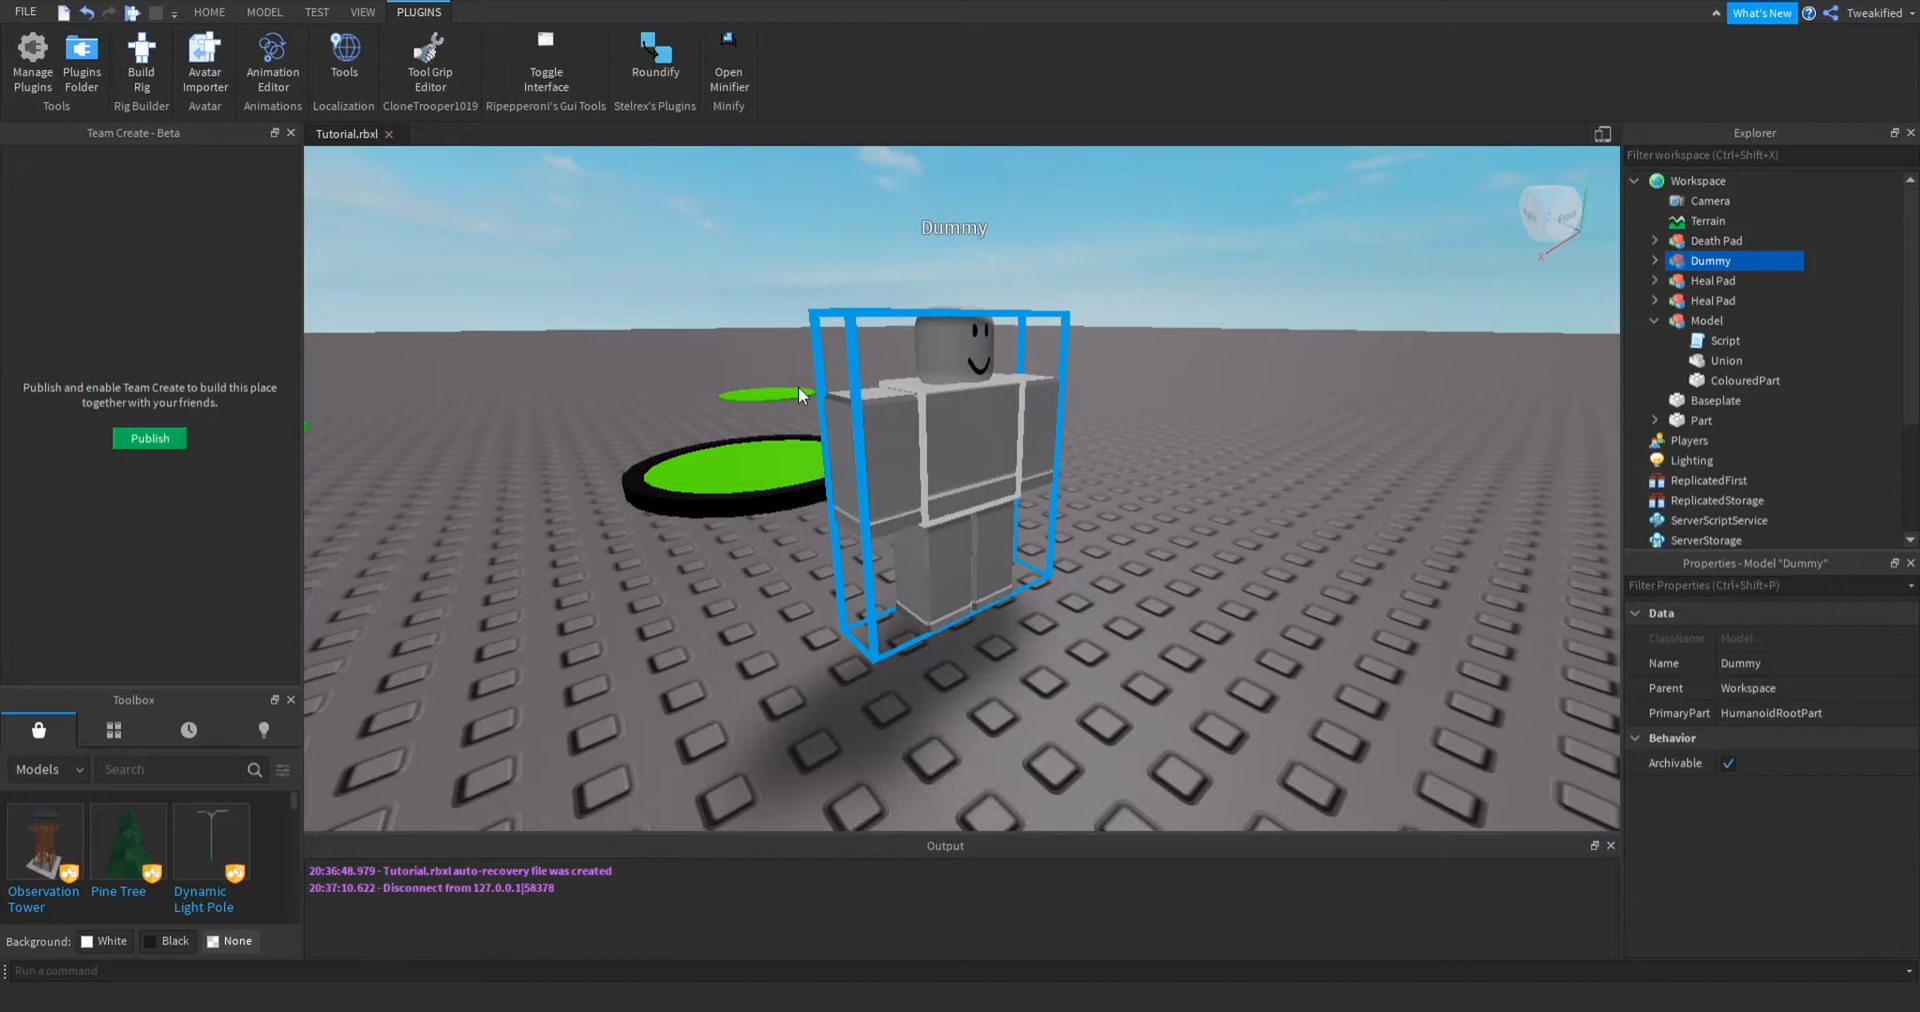 FILE
HOME
MODEL
TEST
VIEW
PLUGINS
What's New
Tweakified
Manage
Plugins
Plugins
Folder
Tools
Build
Rig
Rig Builder
Avatar
Importer
Avatar
Animation
Editor
Animations
Tools
Localization
Tool Grip
Editor
CloneTrooper1019
Toggle
Interface
Ripepperoni's Gui Tools
Roundify
Stelrex's Plugins
Open
Minifier
Minify
Team Create - Beta
Publish and enable Team Create to build this place
together with your friends.
Publish
Toolbox
Models
Search
Observation
Tower
Pine Tree
Dynamic
Light Pole
Background:
White
Black
None
Tutorial.rbxl
Dummy
X
Output
20:36:48.979 - Tutorial.rbxl auto-recovery file was created
20:37:10.622 - Disconnect from 127.0.0.1|58378
Run a command
Explorer
Filter workspace (Ctrl+Shift+X)
Workspace
Camera
Terrain
Death Pad
Dummy
Heal Pad
Heal Pad
Model
Script
Union
ColouredPart
Baseplate
Part
Players
Lighting
ReplicatedFirst
ReplicatedStorage
ServerScriptService
ServerStorage
Properties - Model "Dummy"
Filter Properties (Ctrl+Shift+P)
Data
ClassName Model
Name Dummy
Parent Workspace
PrimaryPart HumanoidRootPart
Behavior
Archivable